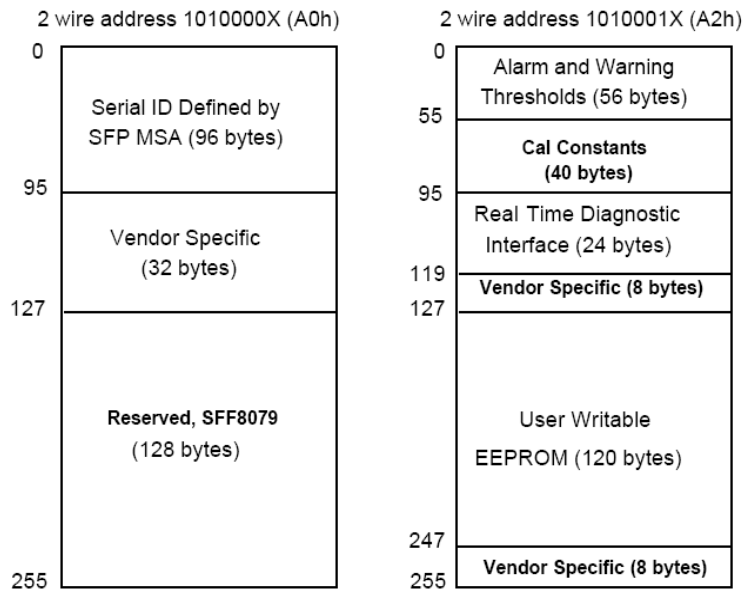 2 wire address 1010000X (A0h)
0
Serial ID Defined by
SFP MSA (96 bytes)
95
Vendor Specific
(32 bytes)
127
Reserved, SFF8079
(128 bytes)
255
2 wire address 1010001X (A2h)
0
Alarm and Warning
Thresholds (56 bytes)
55
Cal Constants
(40 bytes)
95
Real Time Diagnostic
Interface (24 bytes)
119
Vendor Specific (8 bytes)
127
User Writable
EEPROM (120 bytes)
247
Vendor Specific (8 bytes)
255